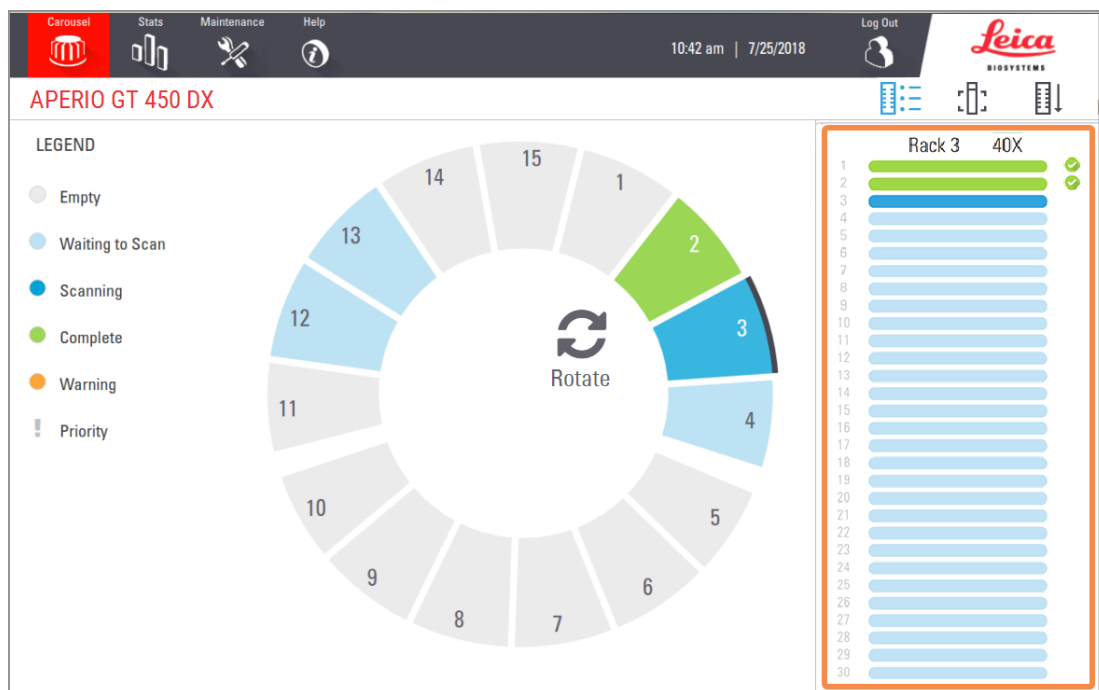 Carousel
Stats
Maintenance
Help
10:42 am | 7/25/2018
Log Out
Leica
BIOSYSTEMS
APERIO GT 450 DX
LEGEND
Empty
Waiting to Scan
Scanning
Complete
Warning
! Priority
15
1
2
3
4
5
6
7
8
9
10
11
12
13
14
Rotate
Rack 3 40X
1
2
3
4
5
6
7
8
9
10
11
12
13
14
15
16
17
18
19
20
21
22
23
24
25
26
27
28
29
30